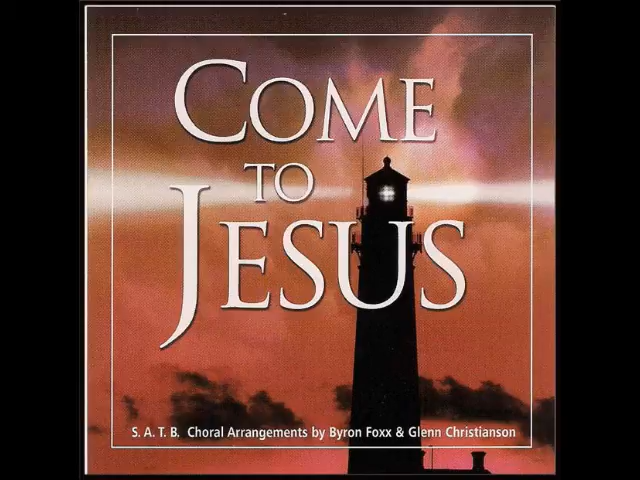 COME
TO
JESUS
S. A. T. B. Choral Arrangements by Byron Foxx & Glenn Christianson